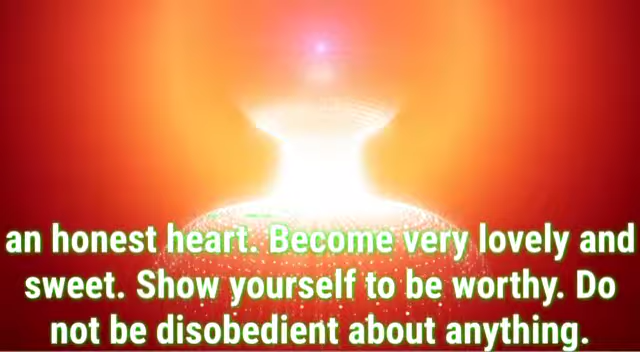 an honest heart. Become very lovely and
sweet. Show yourself to be worthy. Do
not be disobedient about anything.